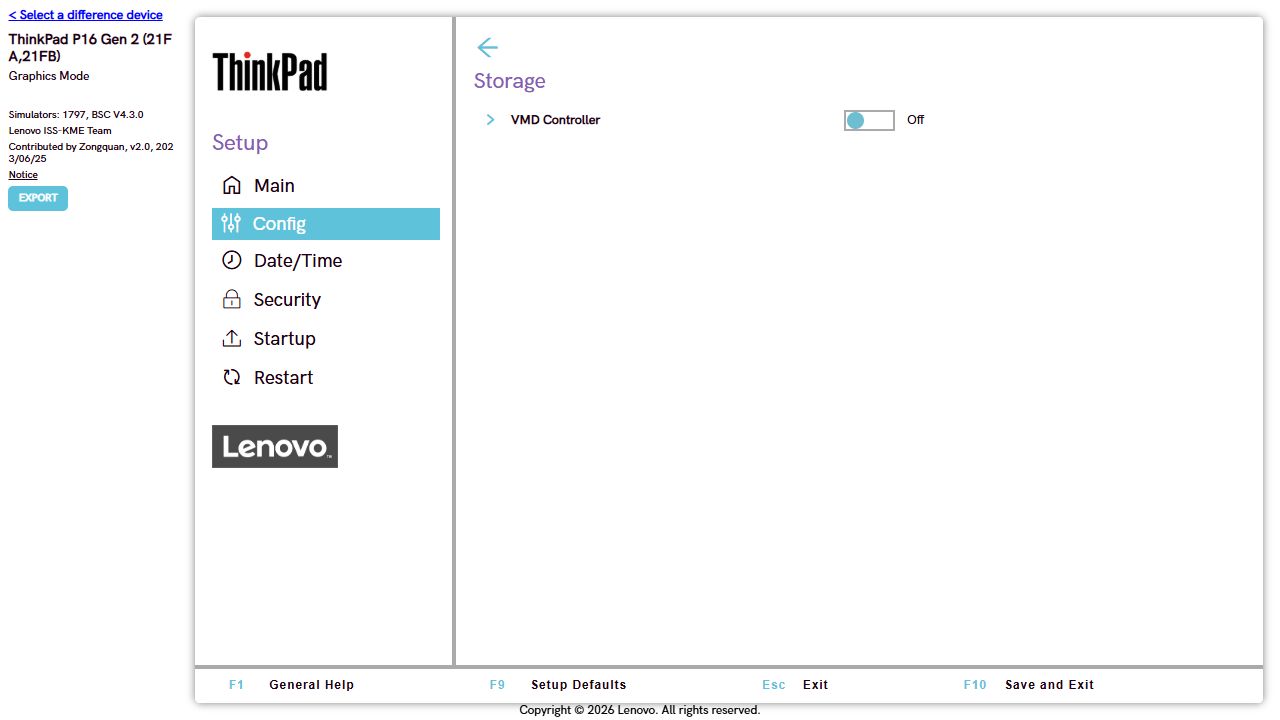 < Select a difference device
ThinkPad P16 Gen 2 (21F
A,21FB)
Graphics Mode
Simulators: 1797, BSC V4.3.0
Lenovo ISS-KME Team
Contributed by Zongquan, v2.0, 202
3/06/25
Notice
EXPORT
ThinkPad
Setup
Main
Config
Date/Time
Security
Startup
Restart
Lenovo™
Storage
VMD Controller Off
F1 General Help F9 Setup Defaults Esc Exit F10 Save and Exit
Copyright © 2026 Lenovo. All rights reserved.